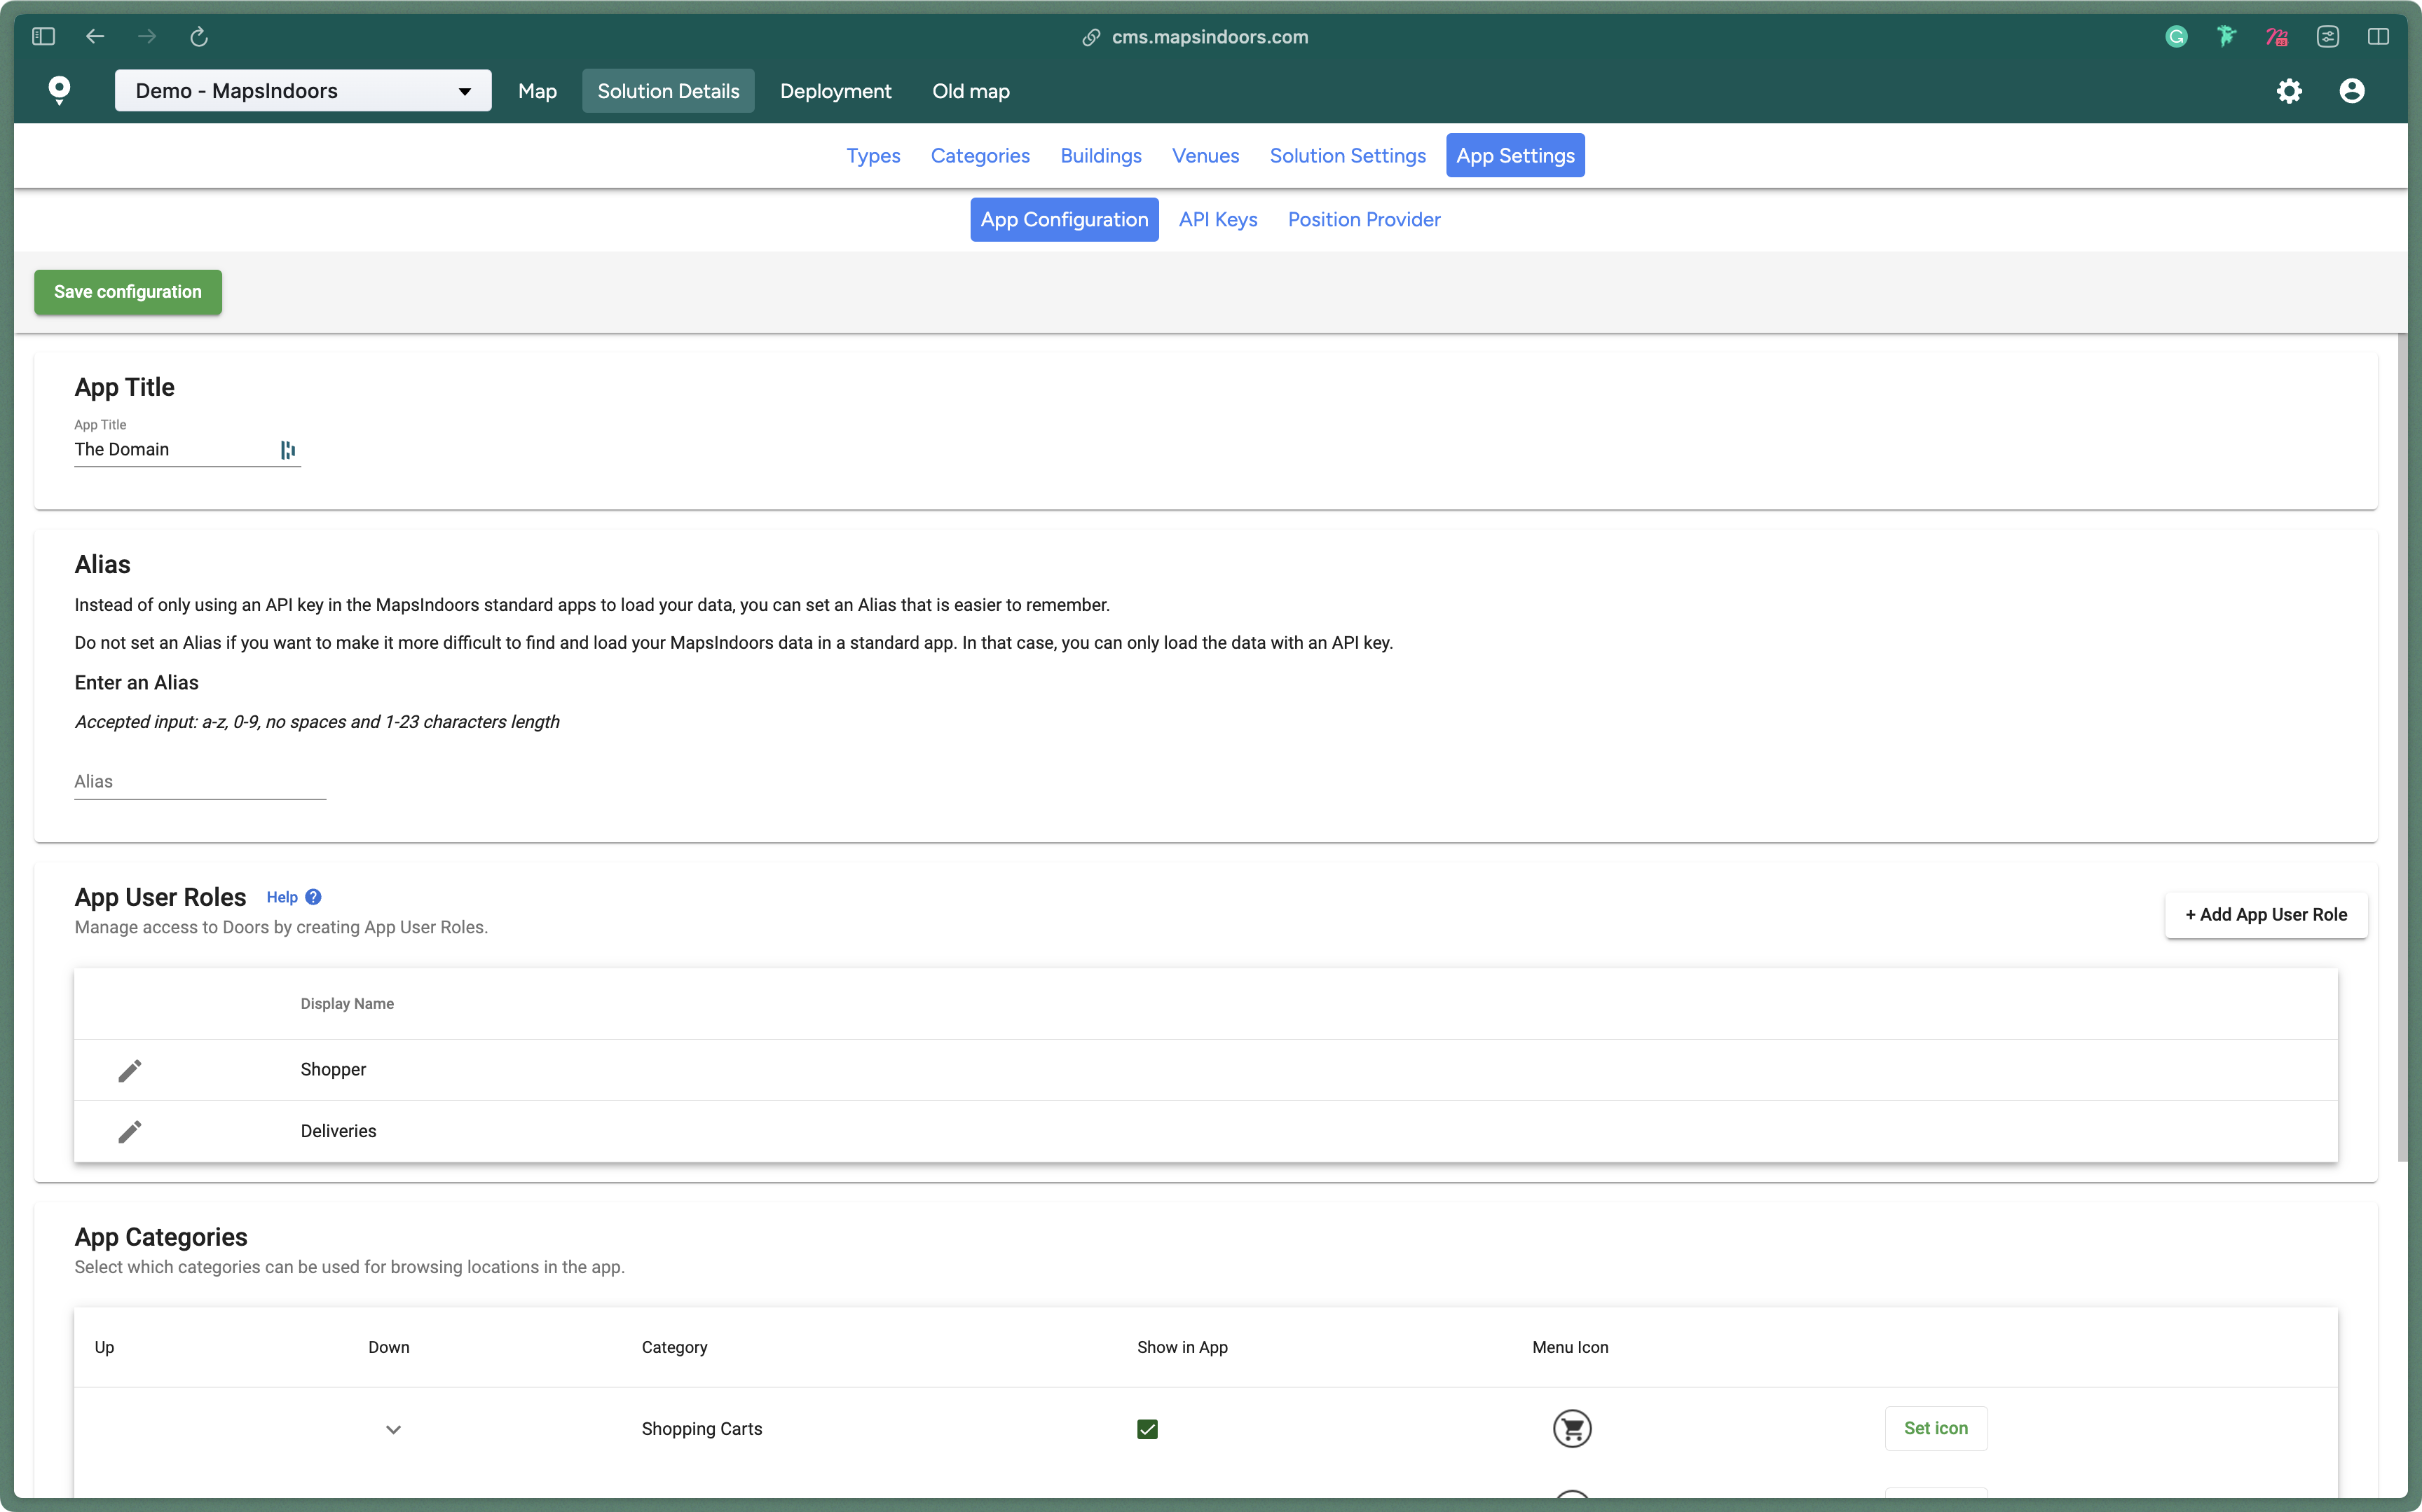 cms.mapsindoors.com
Demo - MapsIndoors
Map
Solution Details
Deployment
Old map
Types
Categories
Buildings
Venues
Solution Settings
App Settings
App Configuration
API Keys
Position Provider
Save configuration
App Title
App Title
The Domain
Alias
Instead of only using an API key in the MapsIndoors standard apps to load your data, you can set an Alias that is easier to remember.
Do not set an Alias if you want to make it more difficult to find and load your MapsIndoors data in a standard app. In that case, you can only load the data with an API key.
Enter an Alias
Accepted input: a-z, 0-9, no spaces and 1-23 characters length
Alias
App User Roles
Help
Manage access to Doors by creating App User Roles.
+ Add App User Role
Display Name
Shopper
Deliveries
App Categories
Select which categories can be used for browsing locations in the app.
Up
Down
Category
Show in App
Menu Icon
Shopping Carts
Set icon